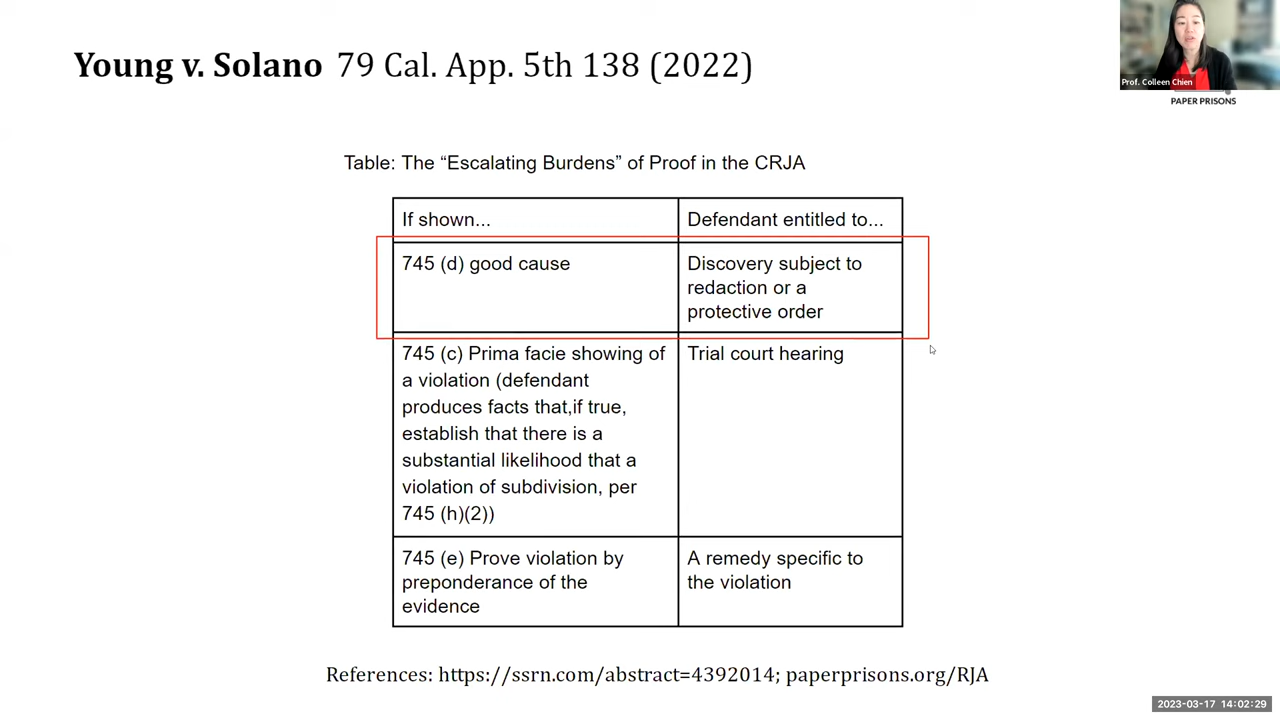 Young v. Solano 79 Cal. App. 5th 138 (2022)
Prof. Colleen Chien
PAPER PRISONS
Table: The “Escalating Burdens” of Proof in the CRJA
If shown...
Defendant entitled to...
745 (d) good cause
Discovery subject to
redaction or a
protective order
745 (c) Prima facie showing of
a violation (defendant
produces facts that,if true,
establish that there is a
substantial likelihood that a
violation of subdivision, per
745 (h)(2))
Trial court hearing
745 (e) Prove violation by
preponderance of the
evidence
A remedy specific to
the violation
References: https://ssrn.com/abstract=4392014; paperprisons.org/RJA
2023-03-17 14:02:29